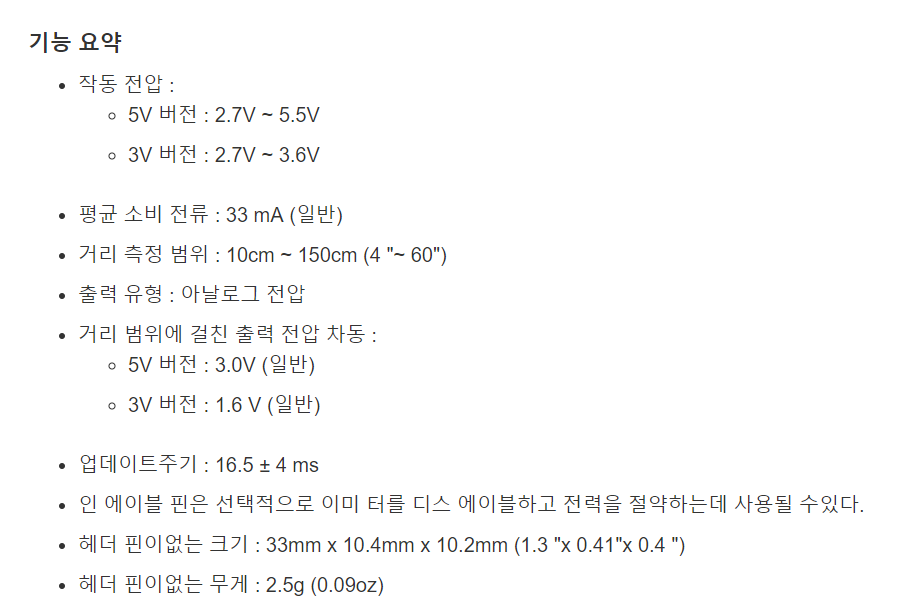 기능 요약
작동 전압 :
5V 버전 : 2.7V ~ 5.5V
3V 버전 : 2.7V ~ 3.6V
평균 소비 전류 : 33 mA (일반)
거리 측정 범위 : 10cm ~ 150cm (4 "~ 60")
출력 유형 : 아날로그 전압
거리 범위에 걸친 출력 전압 차동 :
5V 버전 : 3.0V (일반)
3V 버전 : 1.6 V (일반)
업데이트주기 : 16.5 ± 4 ms
인 에이블 핀은 선택적으로 이미 터를 디스 에이블하고 전력을 절약하는데 사용될 수있다.
헤더 핀이없는 크기 : 33mm x 10.4mm x 10.2mm (1.3 "x 0.41"x 0.4 ")
헤더 핀이없는 무게 : 2.5g (0.09oz)